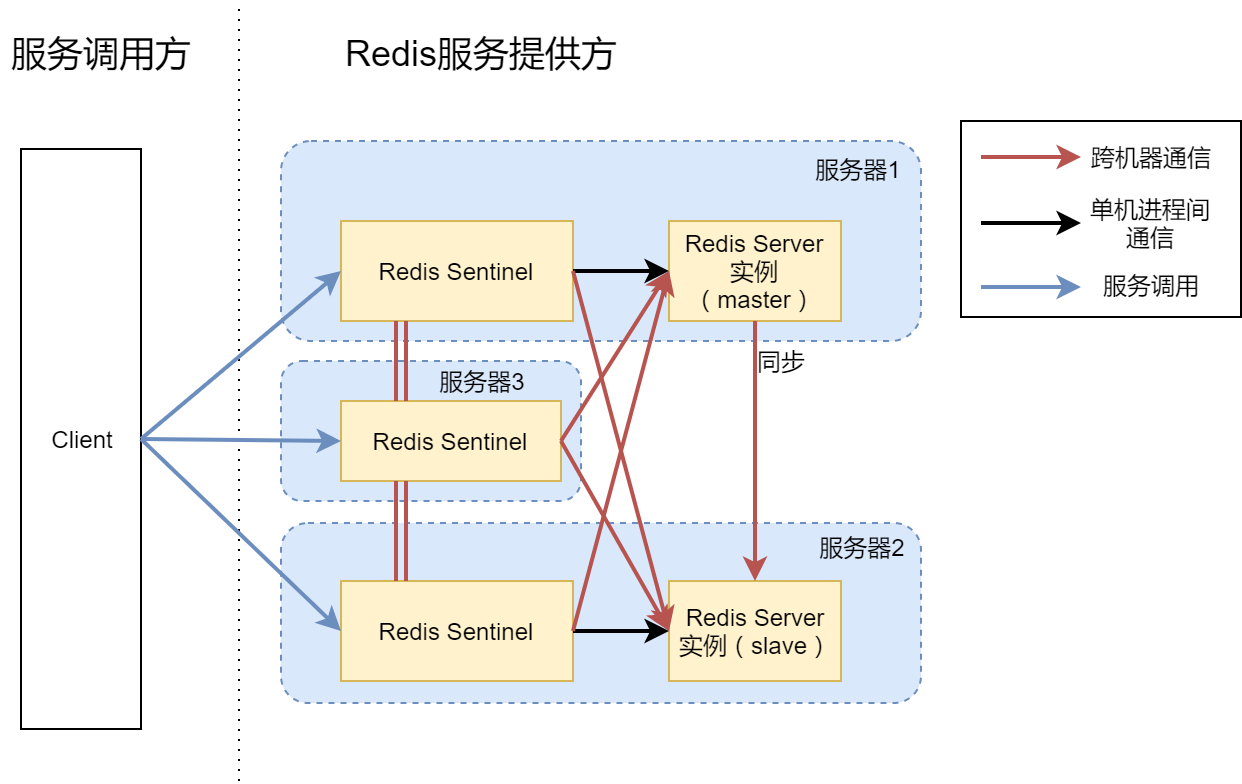 服务调用方
Redis服务提供方
服务器1
跨机器通信
单机进程间
通信
服务调用
Redis Sentinel
Redis Server
实例
（master）
同步
服务器3
Client
Redis Sentinel
服务器2
Redis Sentinel
Redis Server
实例（slave）